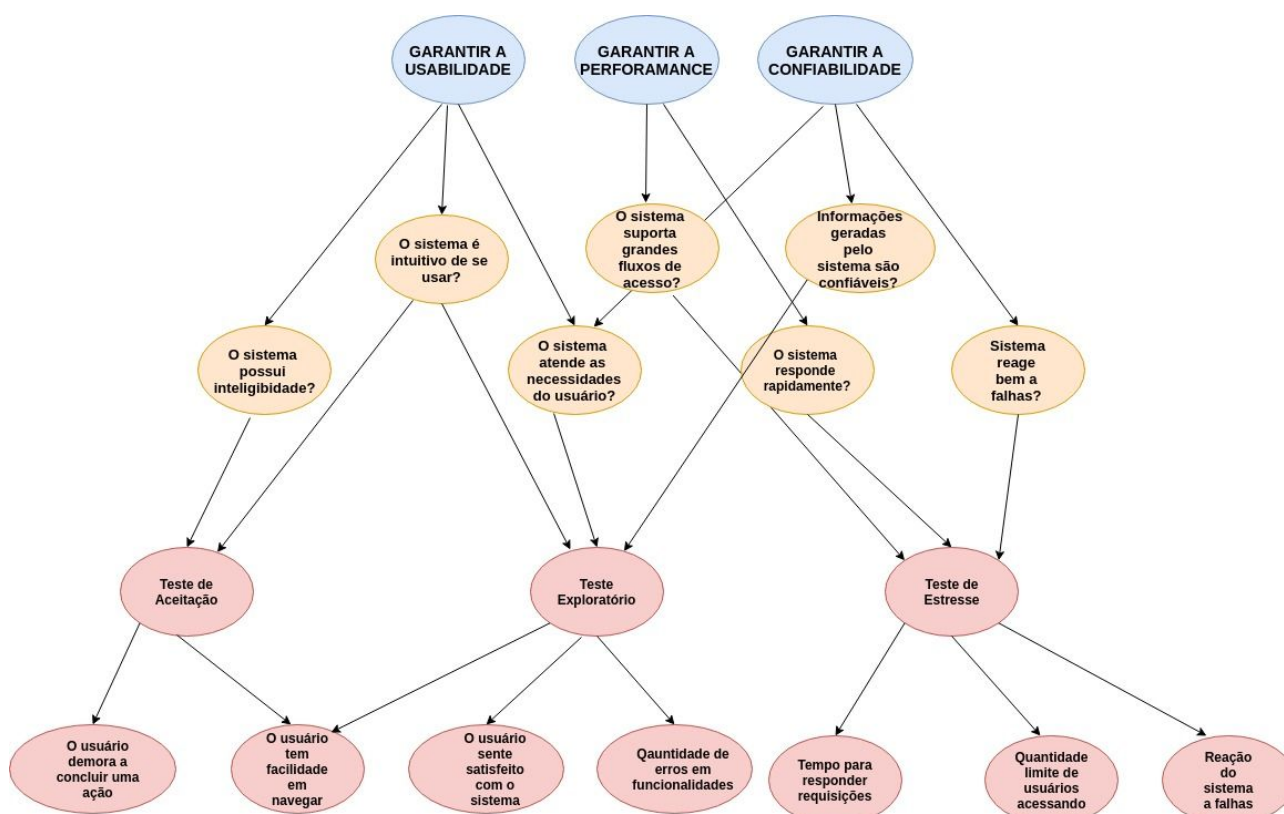 GARANTIR A
USABILIDADE
GARANTIR A
PERFORAMANCE
GARANTIR A
CONFIABILIDADE
O sistema é
intuitivo de se
usar?
O sistema
suporta
grandes
fluxos de
acesso?
Informações
geradas
pelo
sistema são
confiáveis?
O sistema
possui
inteligibidade?
O sistema
atende as
necessidades
do usuário?
O sistema
responde
rapidamente?
Sistema
reage
bem a
falhas?
Teste de
Aceitação
Teste
Exploratório
Teste de
Estresse
O usuário
demora a
concluir uma
ação
O usuário
tem
facilidade
em
navegar
O usuário
sente
satisfeito
com o
sistema
Qauntidade de
erros em
funcionalidades
Tempo para
responder
requisições
Quantidade
limite de
usuários
acessando
Reação
do
sistema
a falhas